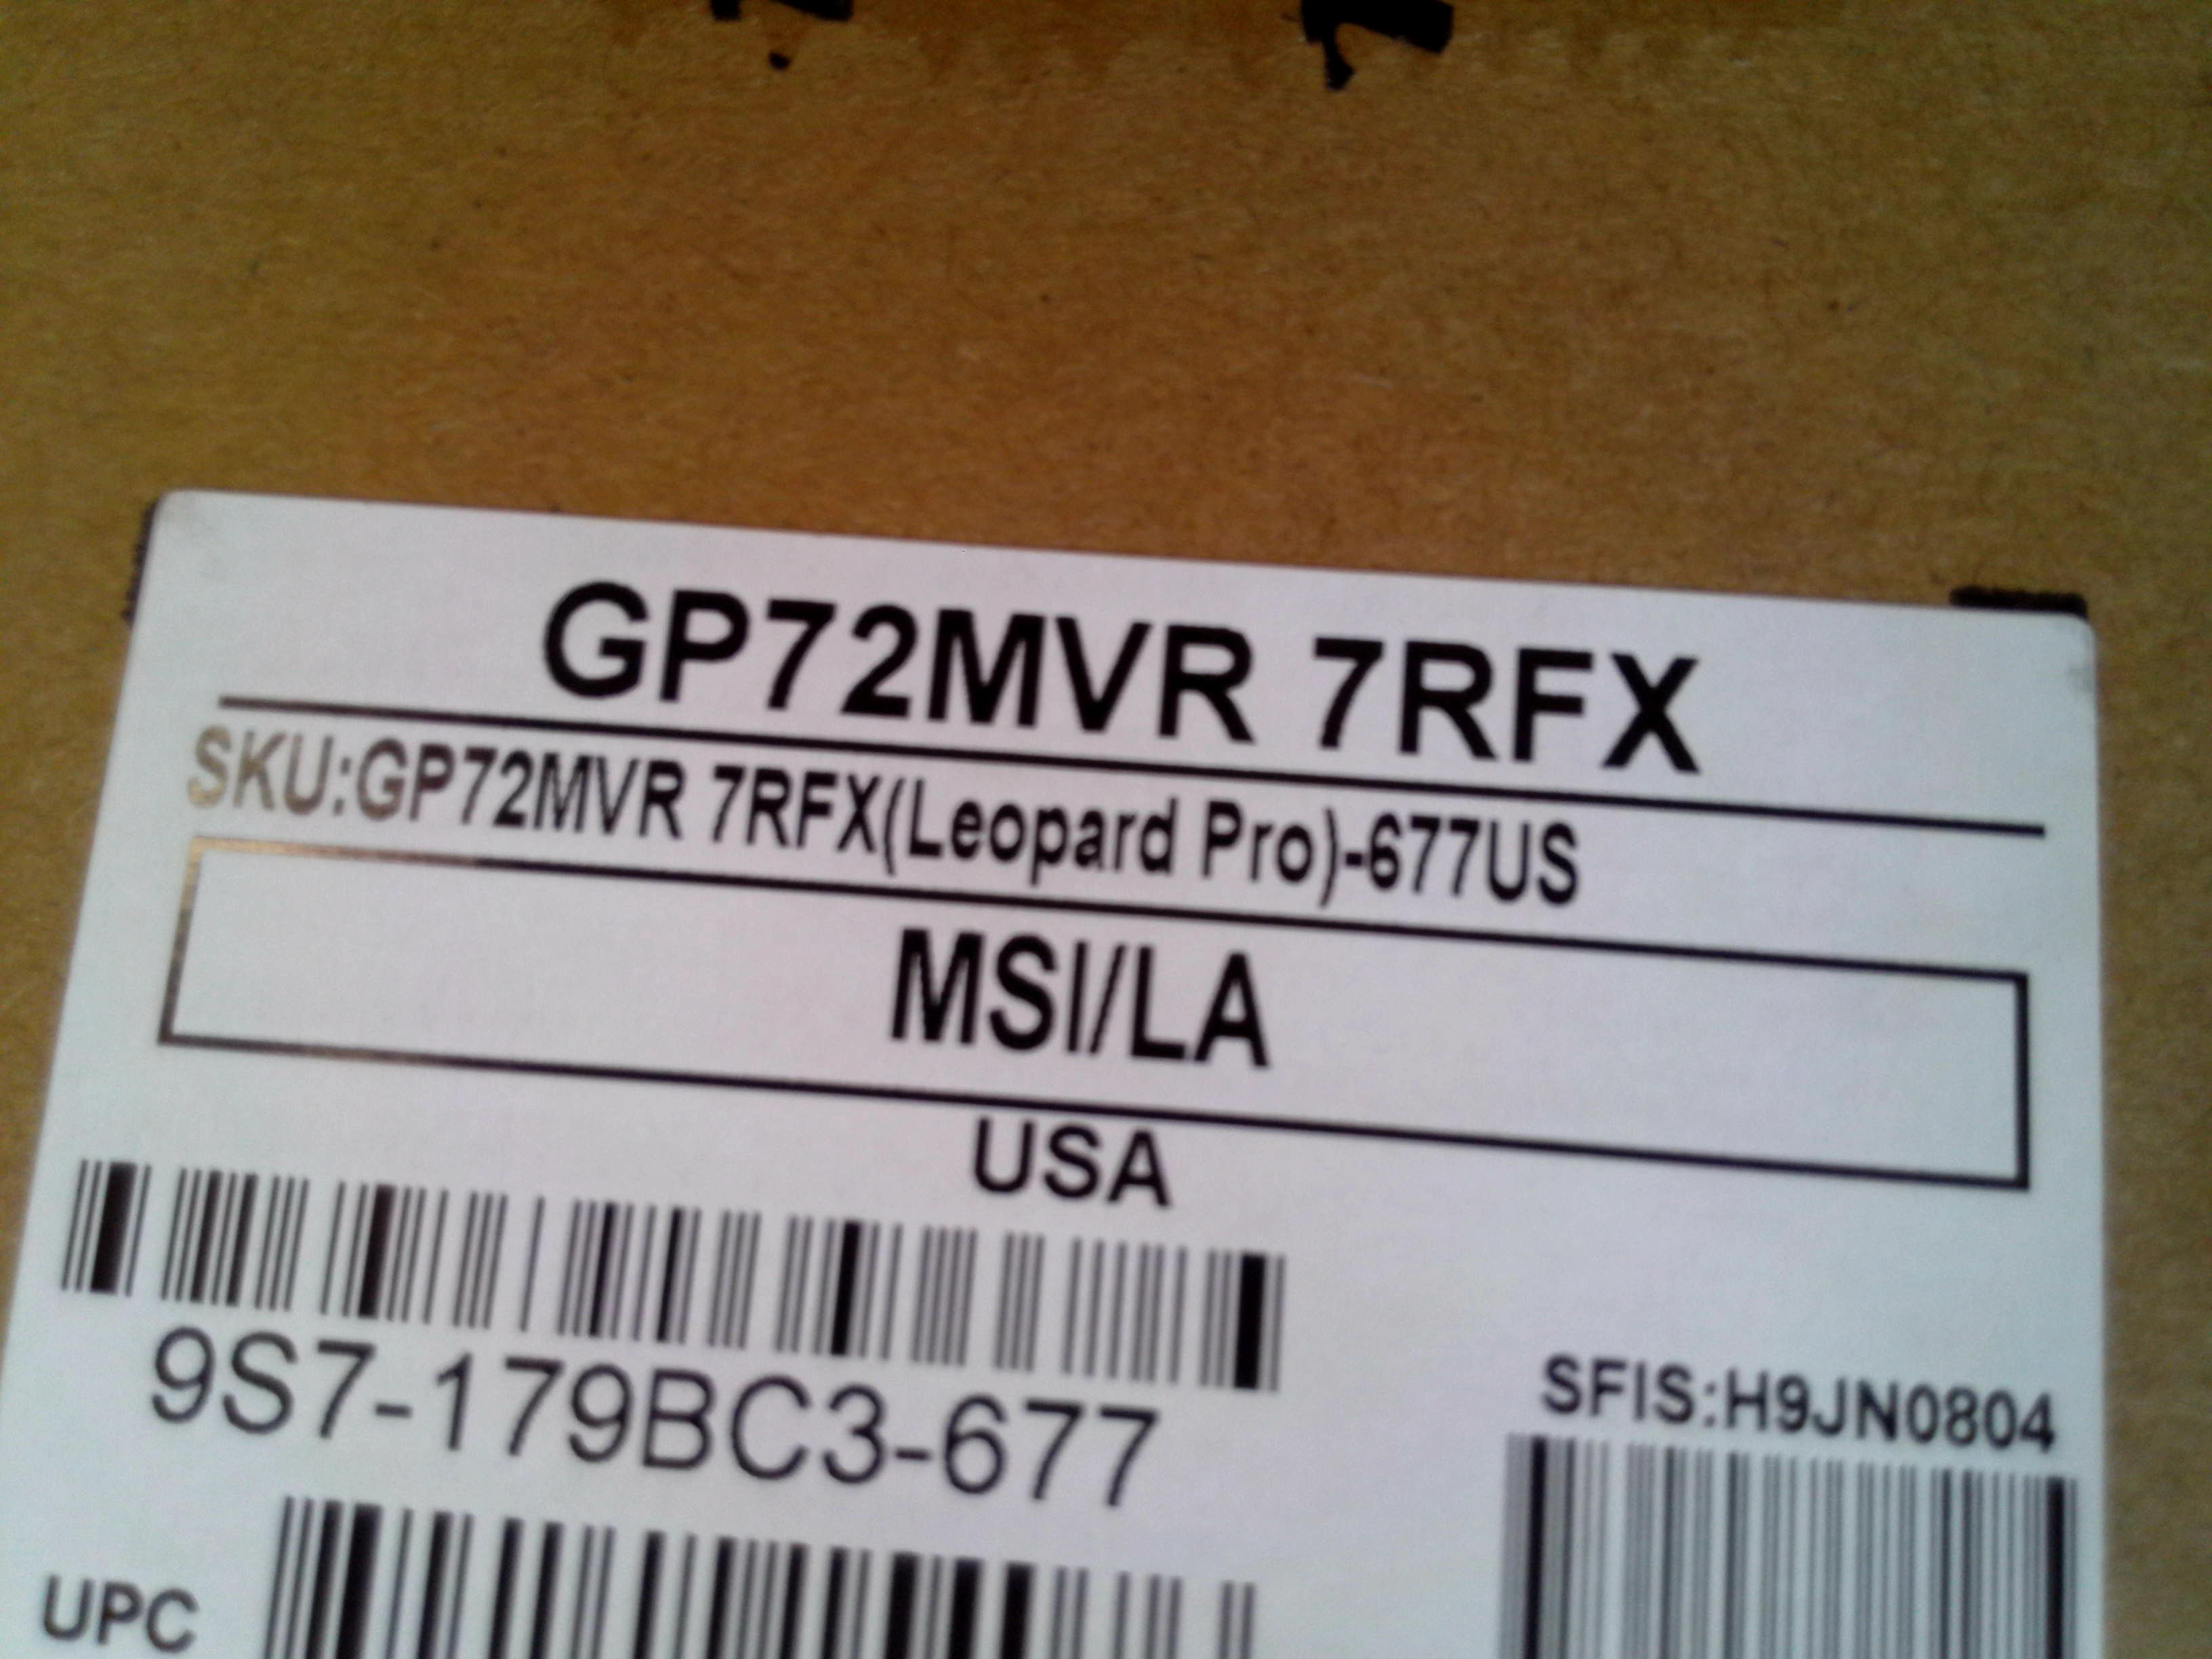 GP72MVR 7RFX
SKU:GP72MVR 7RFX(Leopard Pro)-677US
MSI/LA
USA
9S7-179BC3-677
SFIS:H9JN0804
UPC